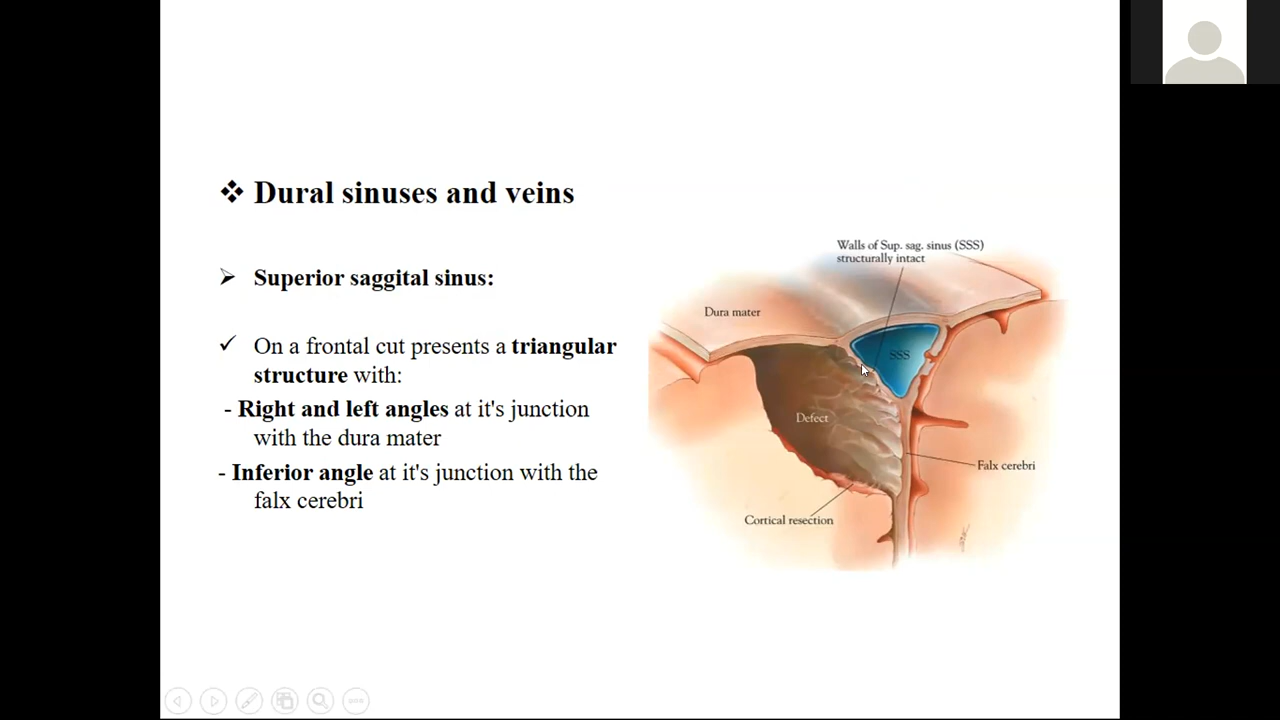 ❖ Dural sinuses and veins
➢ Superior saggital sinus:
✓ On a frontal cut presents a triangular
structure with:
- Right and left angles at it's junction
with the dura mater
- Inferior angle at it's junction with the
falx cerebri
Walls of Sup. sag. sinus (SSS)
structurally intact
Dura mater
SSS
Defect
Falx cerebri
Cortical resection